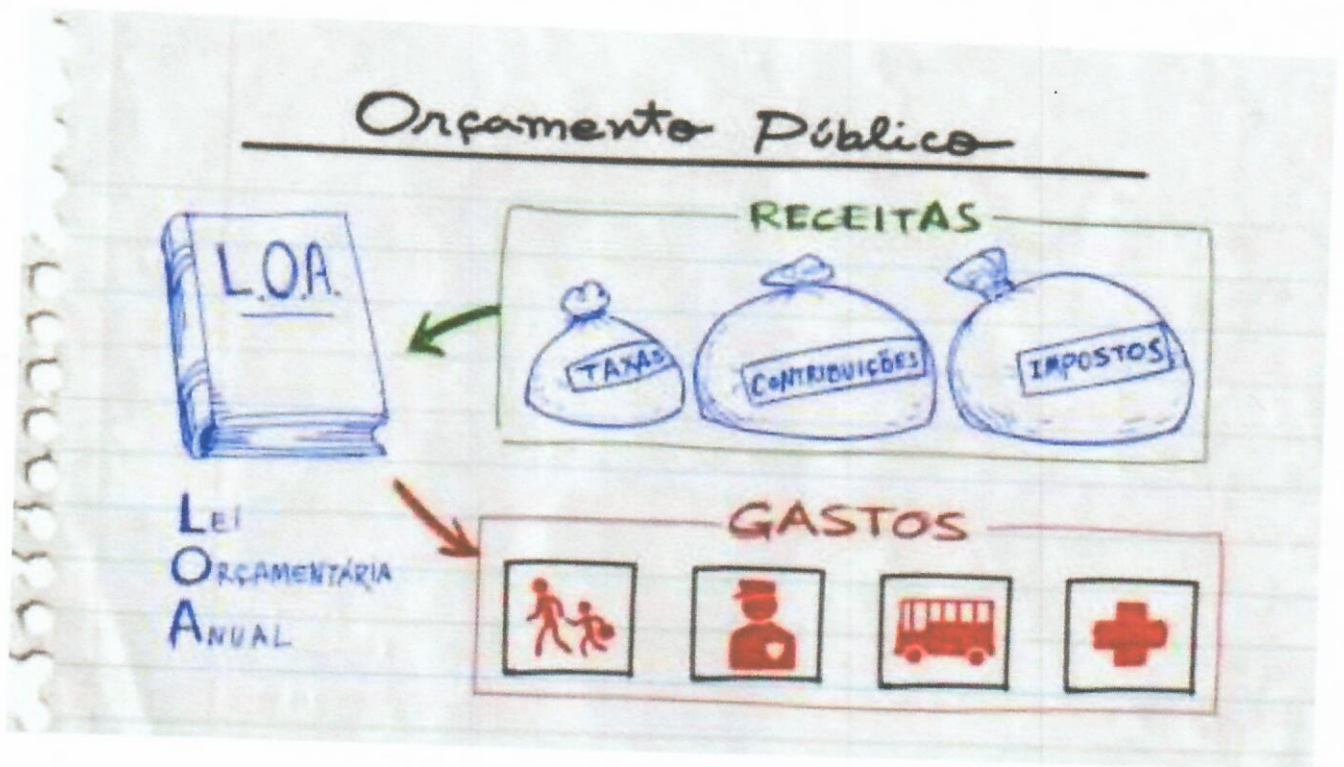 Orçamento Público
L.O.A.
RECEITAS
TAXAS
CONTRIBUIÇÕES
IMPOSTOS
LEI
ORÇAMENTÁRIA
ANUAL
GASTOS